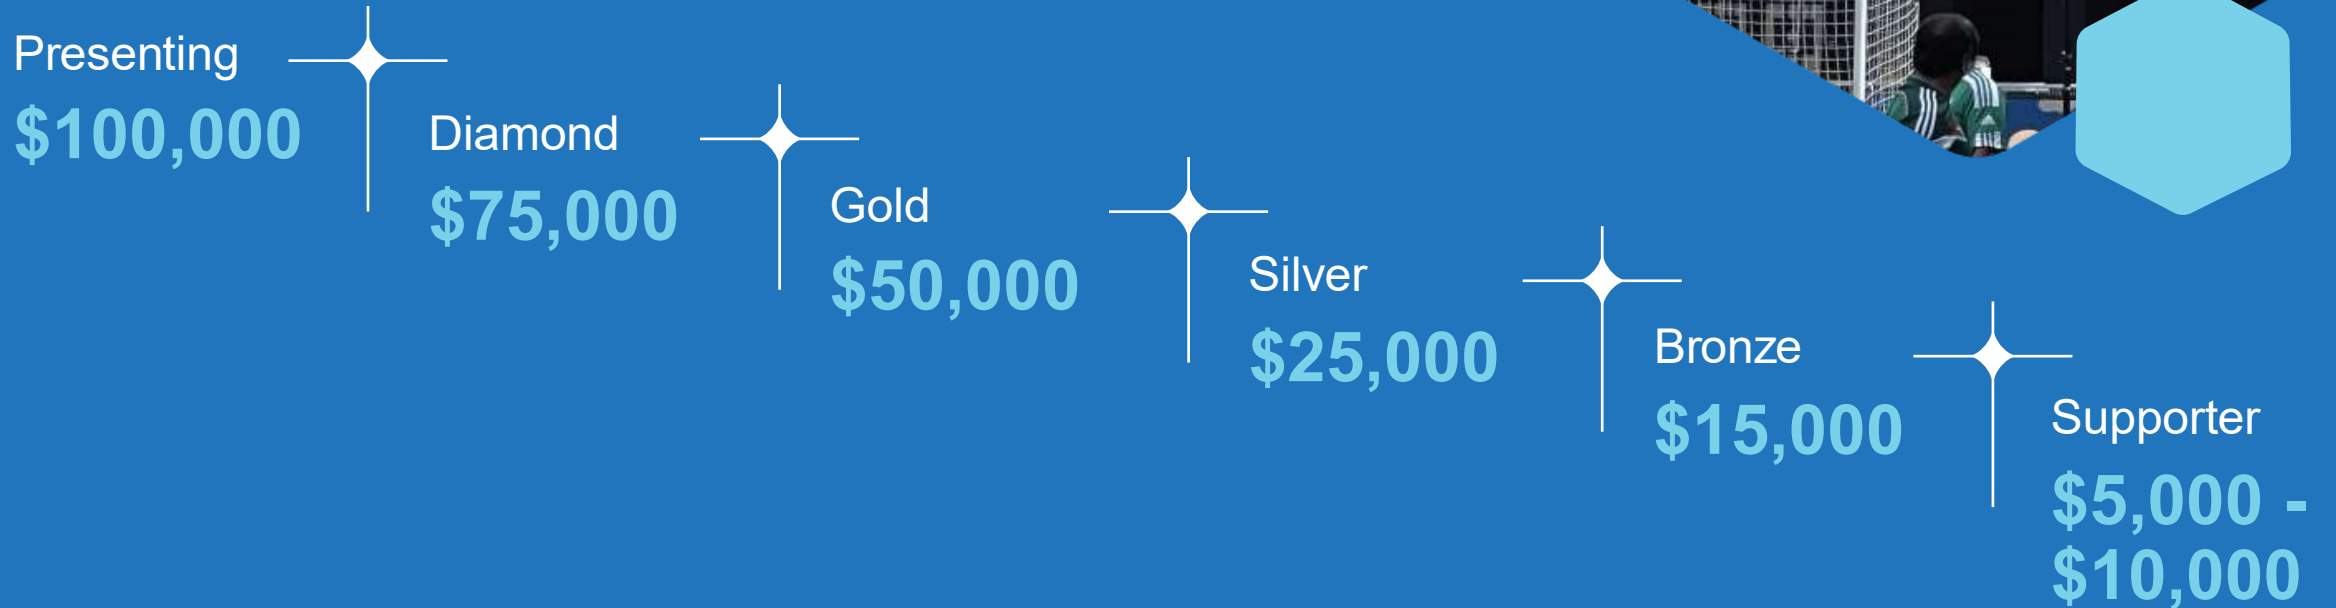 Presenting
$100,000
Diamond
$75,000
Gold
$50,000
Silver
$25,000
Bronze
$15,000
Supporter
$5,000 -
$10,000